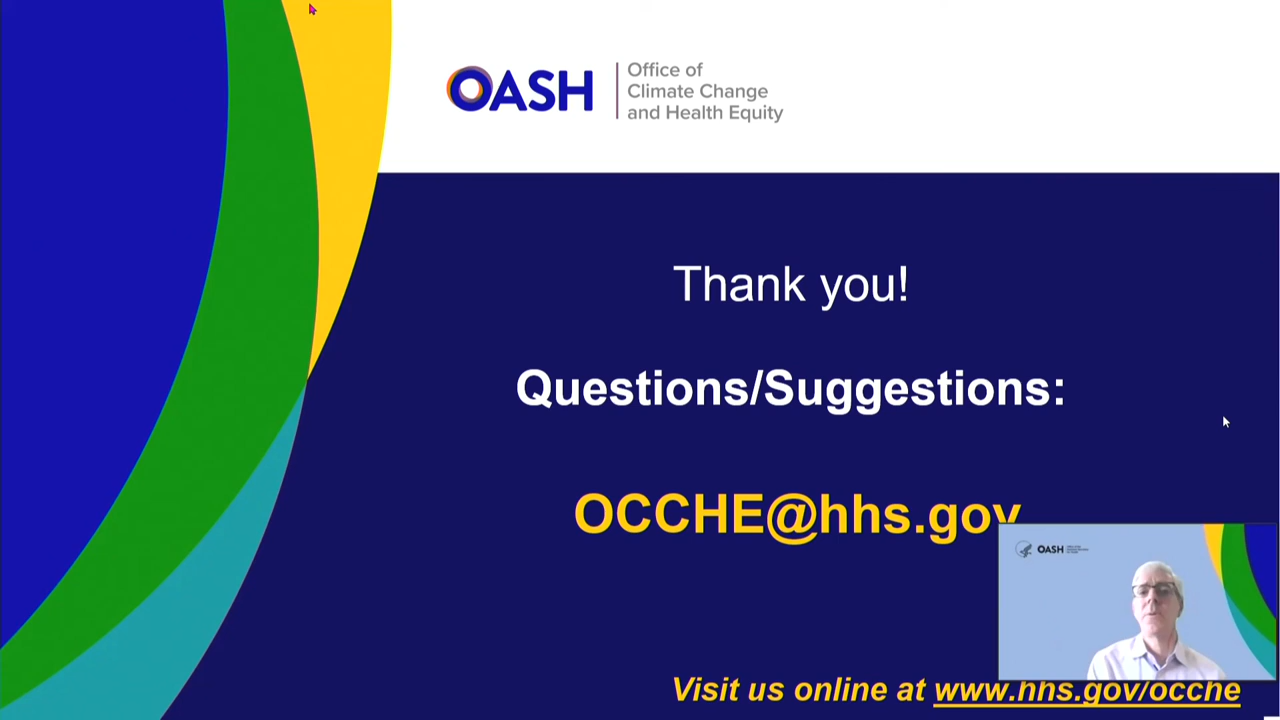 OASH
Office of
Climate Change
and Health Equity
Thank you!
Questions/Suggestions:
OCCHE@hhs.gov
OASH
Visit us online at www.hhs.gov/ocche